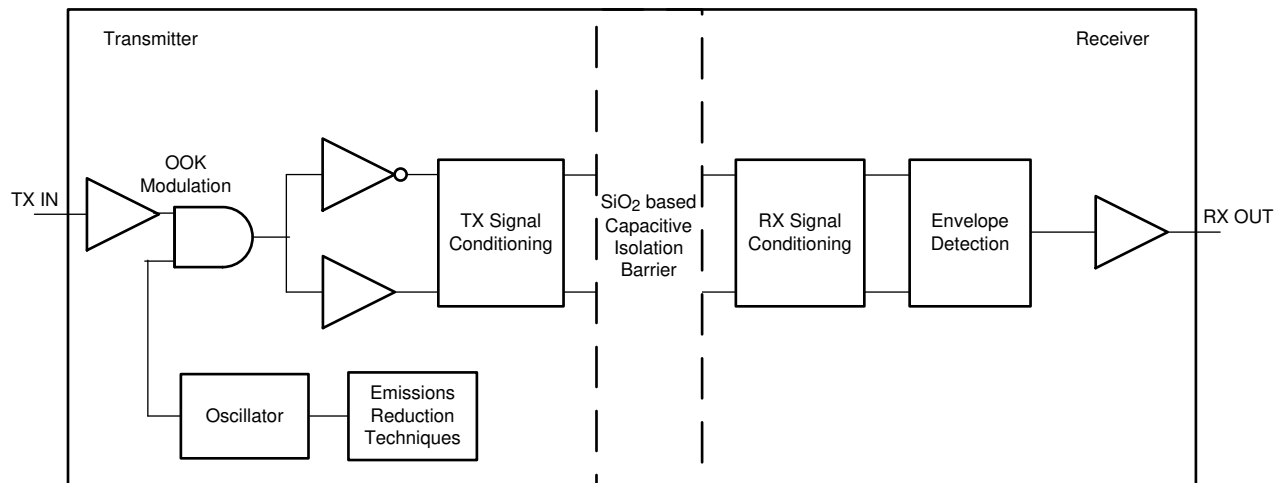 Transmitter
Receiver
OOK
Modulation
TX IN
TX Signal
Conditioning
SiO2 based
Capacitive
Isolation
Barrier
RX Signal
Conditioning
Envelope
Detection
RX OUT
Oscillator
Emissions
Reduction
Techniques